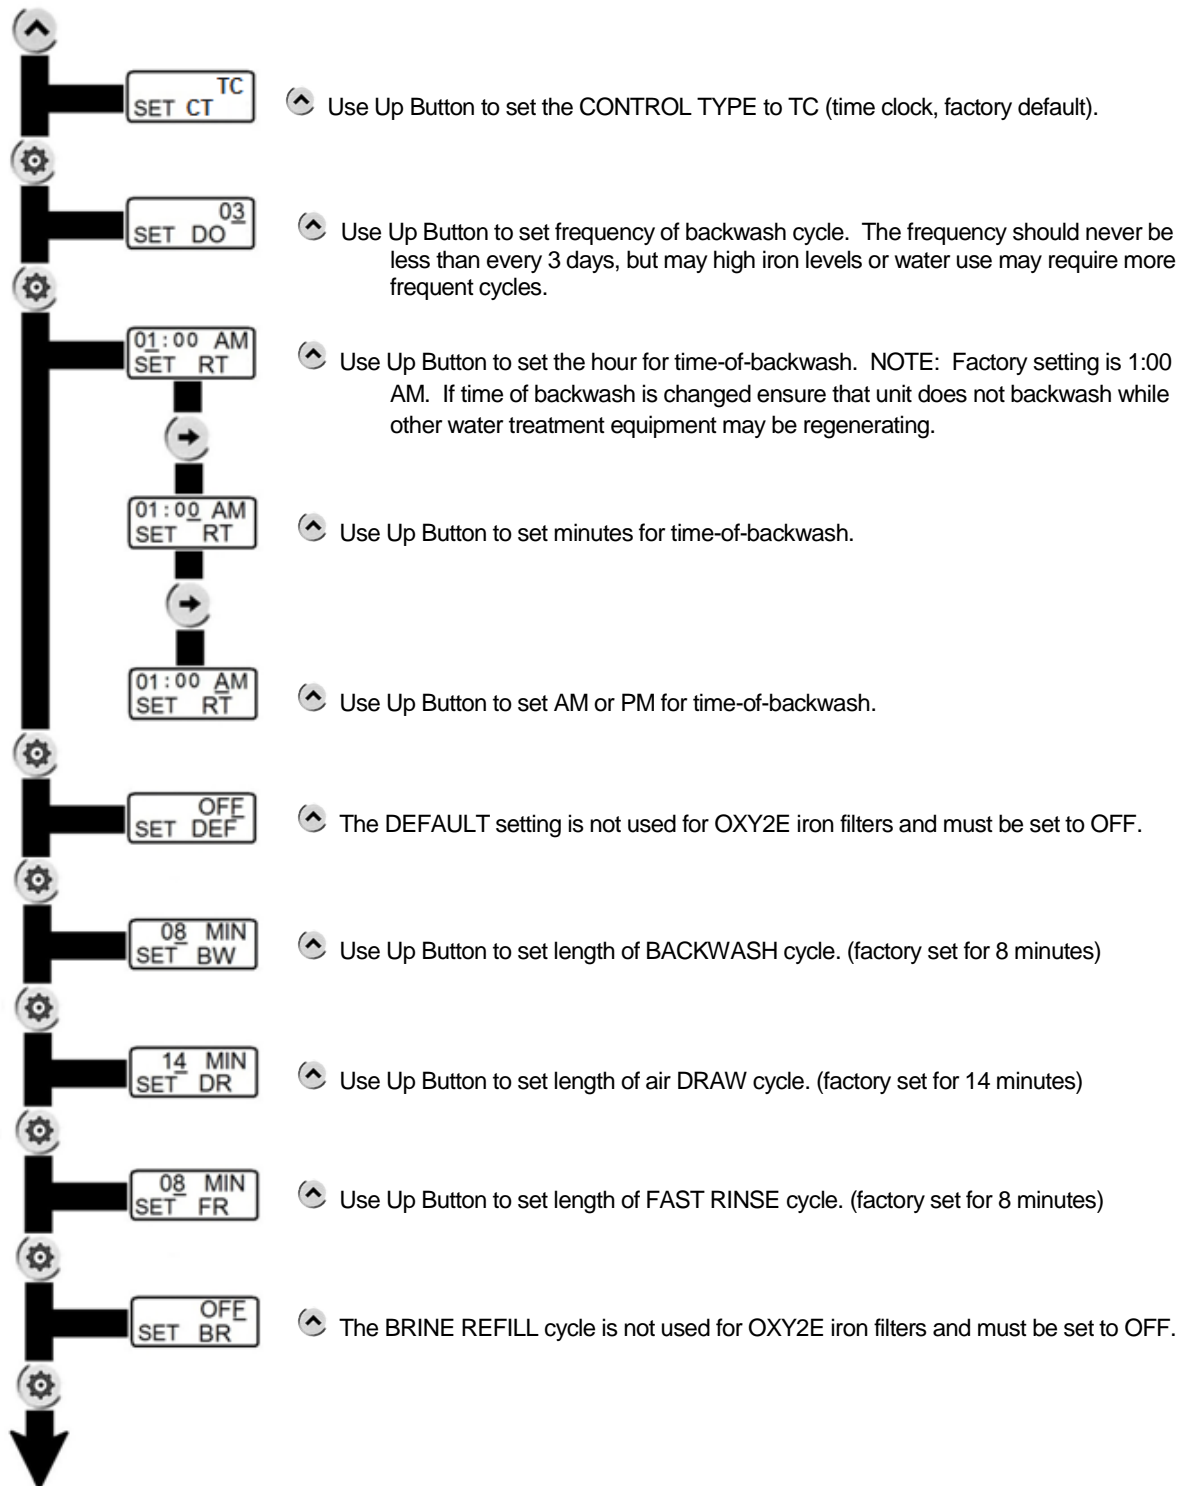 TC
SET CT
Use Up Button to set the CONTROL TYPE to TC (time clock, factory default).
03
SET DO
Use Up Button to set frequency of backwash cycle. The frequency should never be
less than every 3 days, but may high iron levels or water use may require more
frequent cycles.
01:00 AM
SET RT
Use Up Button to set the hour for time-of-backwash. NOTE: Factory setting is 1:00
AM. If time of backwash is changed ensure that unit does not backwash while
other water treatment equipment may be regenerating.
01:00 AM
SET RT
Use Up Button to set minutes for time-of-backwash.
01:00 AM
SET RT
Use Up Button to set AM or PM for time-of-backwash.
OFF
SET DEF
The DEFAULT setting is not used for OXY2E iron filters and must be set to OFF.
08 MIN
SET BW
Use Up Button to set length of BACKWASH cycle. (factory set for 8 minutes)
14 MIN
SET DR
Use Up Button to set length of air DRAW cycle. (factory set for 14 minutes)
08 MIN
SET FR
Use Up Button to set length of FAST RINSE cycle. (factory set for 8 minutes)
OFF
SET BR
The BRINE REFILL cycle is not used for OXY2E iron filters and must be set to OFF.